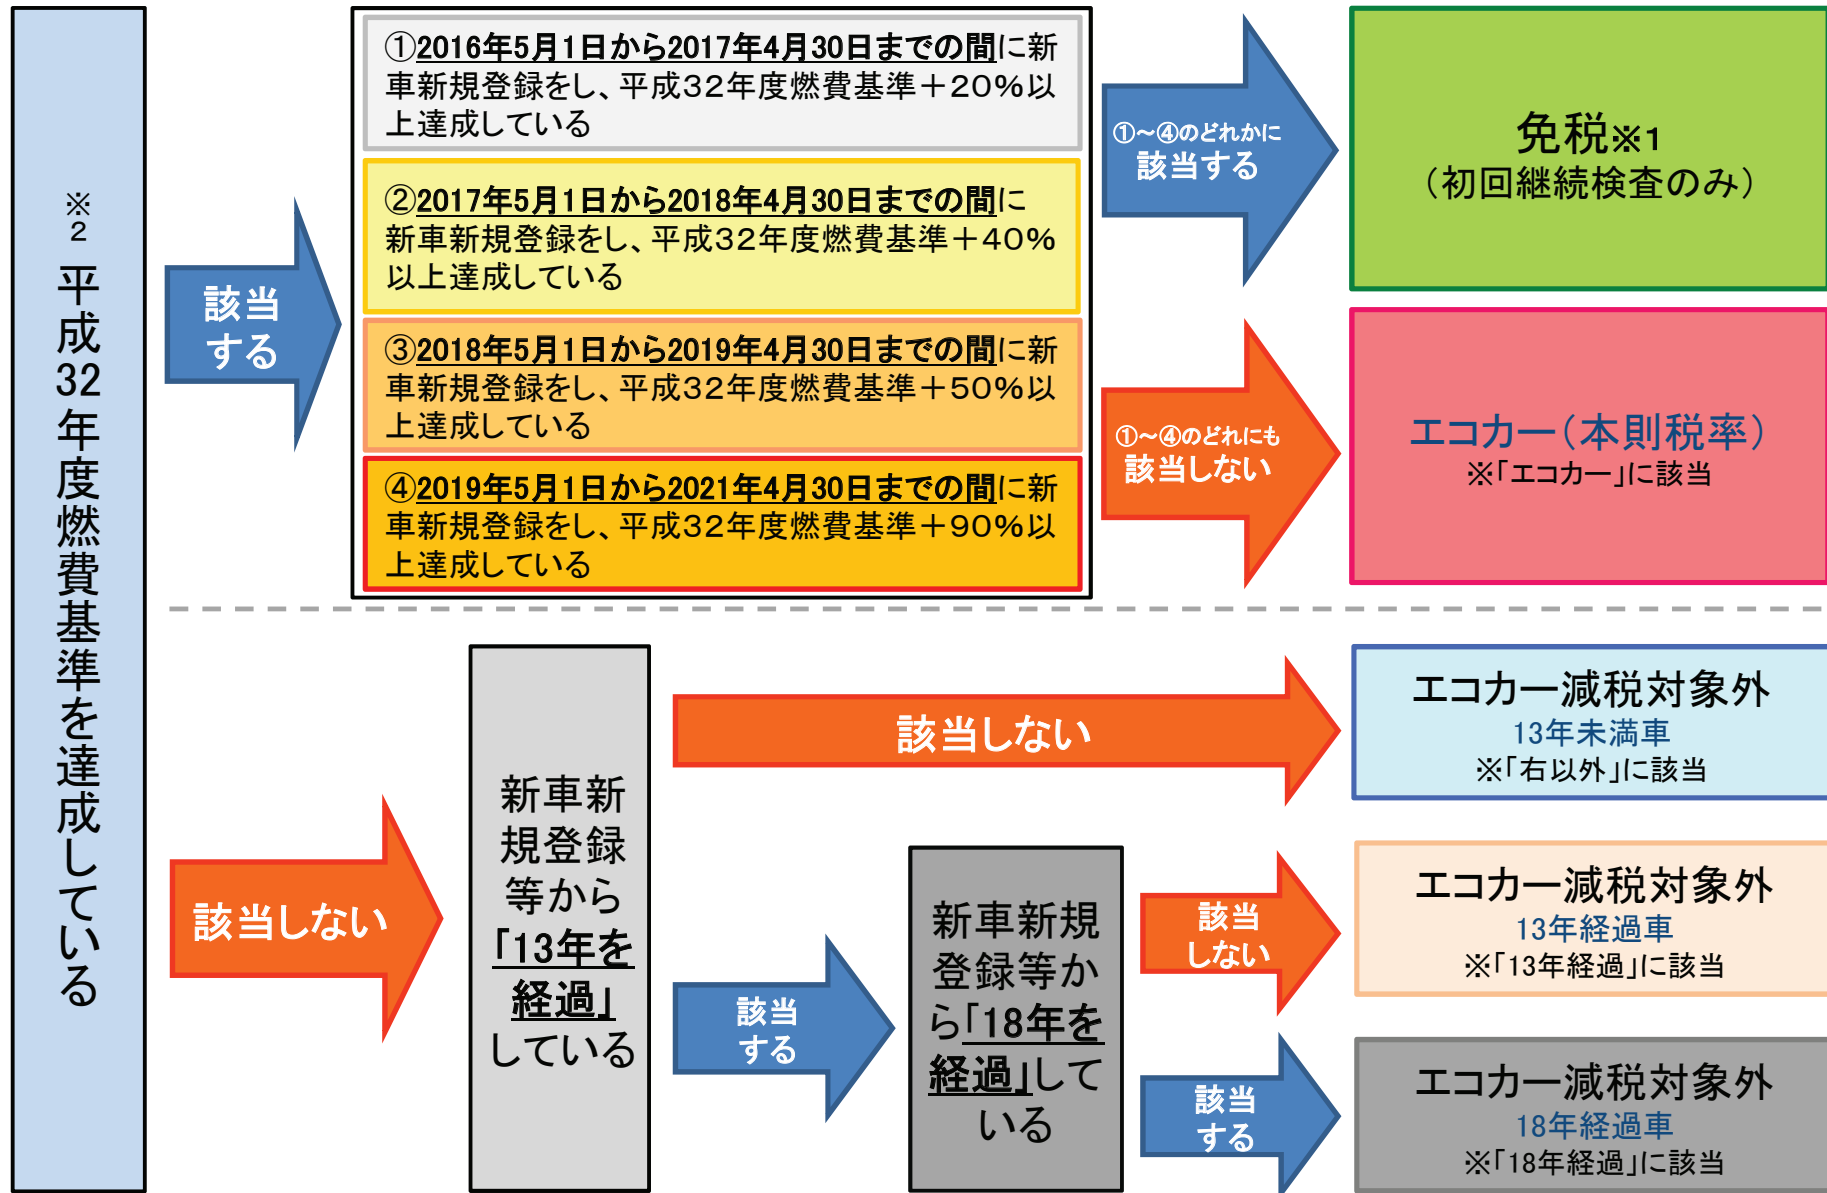 ※2 平成32年度燃費基準を達成している
該当
する
①2016年5月1日から2017年4月30日までの間に新
車新規登録をし、平成32年度燃費基準＋20％以
上達成している
②2017年5月1日から2018年4月30日までの間に
新車新規登録をし、平成32年度燃費基準＋40％
以上達成している
③2018年5月1日から2019年4月30日までの間に新
車新規登録をし、平成32年度燃費基準＋50％以
上達成している
④2019年5月1日から2021年4月30日までの間に新
車新規登録をし、平成32年度燃費基準＋90％以
上達成している
①～④のどれかに
該当する
免税※1
（初回継続検査のみ）
①～④のどれにも
該当しない
エコカー（本則税率）
※「エコカー」に該当
該当しない
新車新
規登録
等から
「13年を
経過」
している
該当しない
エコカー減税対象外
13年未満車
※「右以外」に該当
該当
する
新車新規
登録等か
ら「18年を
経過」して
いる
該当
しない
エコカー減税対象外
13年経過車
※「13年経過」に該当
該当
する
エコカー減税対象外
18年経過車
※「18年経過」に該当